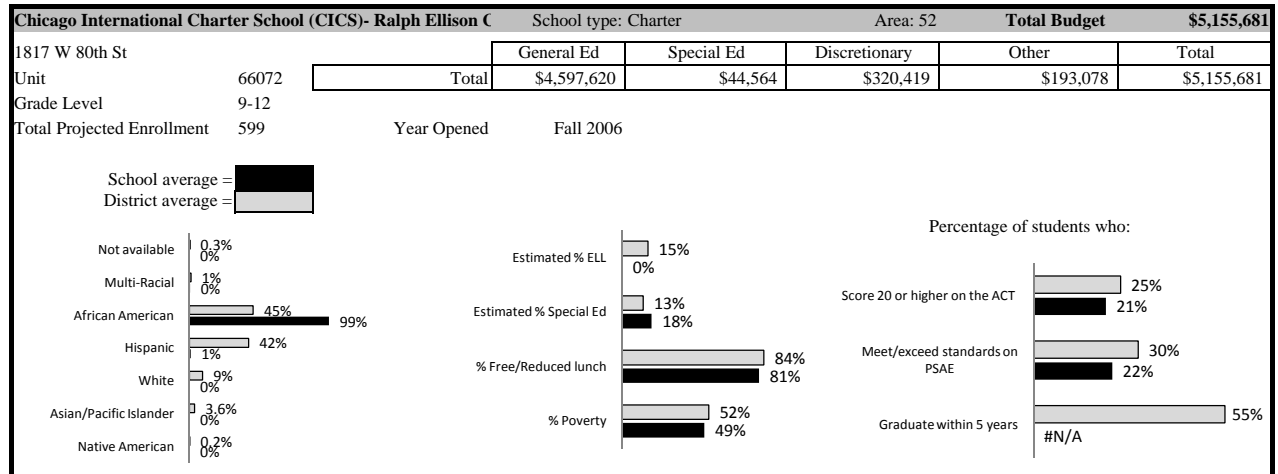 Chicago International Charter School (CICS)- Ralph Ellison C School type: Charter Area: 52 Total Budget $5,155,681
1817 W 80th St General Ed Special Ed Discretionary Other Total
Unit 66072 Total $4,597,620 $44,564 $320,419 $193,078 $5,155,681
Grade Level 9-12
Total Projected Enrollment 599 Year Opened Fall 2006
School average =
District average =
Not available 0.3%
0%
Multi-Racial 1%
0%
African American 45%
99%
Hispanic 42%
1%
White 9%
0%
Asian/Pacific Islander 3.6%
0%
Native American 0.2%
0%
Estimated % ELL 15%
0%
Estimated % Special Ed 13%
18%
% Free/Reduced lunch 84%
81%
% Poverty 52%
49%
Percentage of students who:
Score 20 or higher on the ACT 25%
21%
Meet/exceed standards on
PSAE 30%
22%
Graduate within 5 years 55%
#N/A